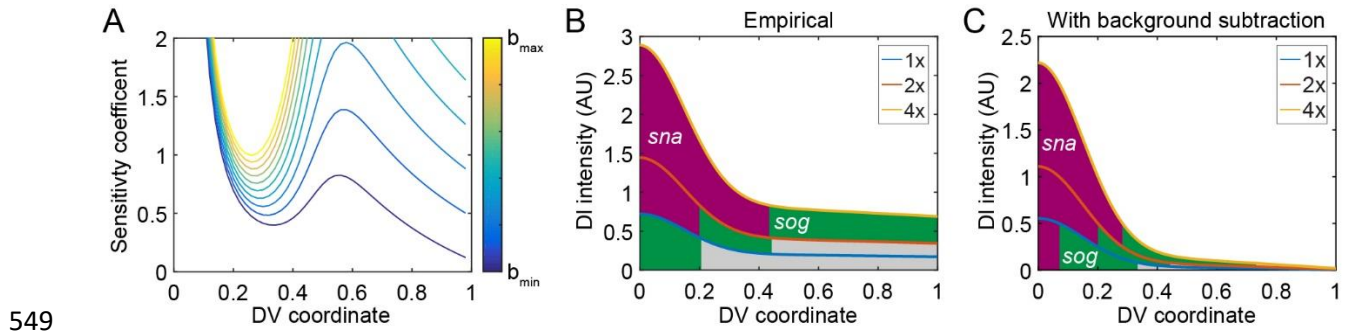 A
Sensitivty coefficent
2
1.5
1
0.5
0
0 0.2 0.4 0.6 0.8 1
DV coordinate
b max
b min
B
Empirical
DI intensity (AU)
3
2.5
2
1.5
1
0.5
0
0 0.2 0.4 0.6 0.8 1
DV coordinate
sna
sog
1x
2x
4x
C
With background subtraction
DI intensity (AU)
2.5
2
1.5
1
0.5
0
0 0.2 0.4 0.6 0.8 1
DV coordinate
sna
sog
1x
2x
4x
549